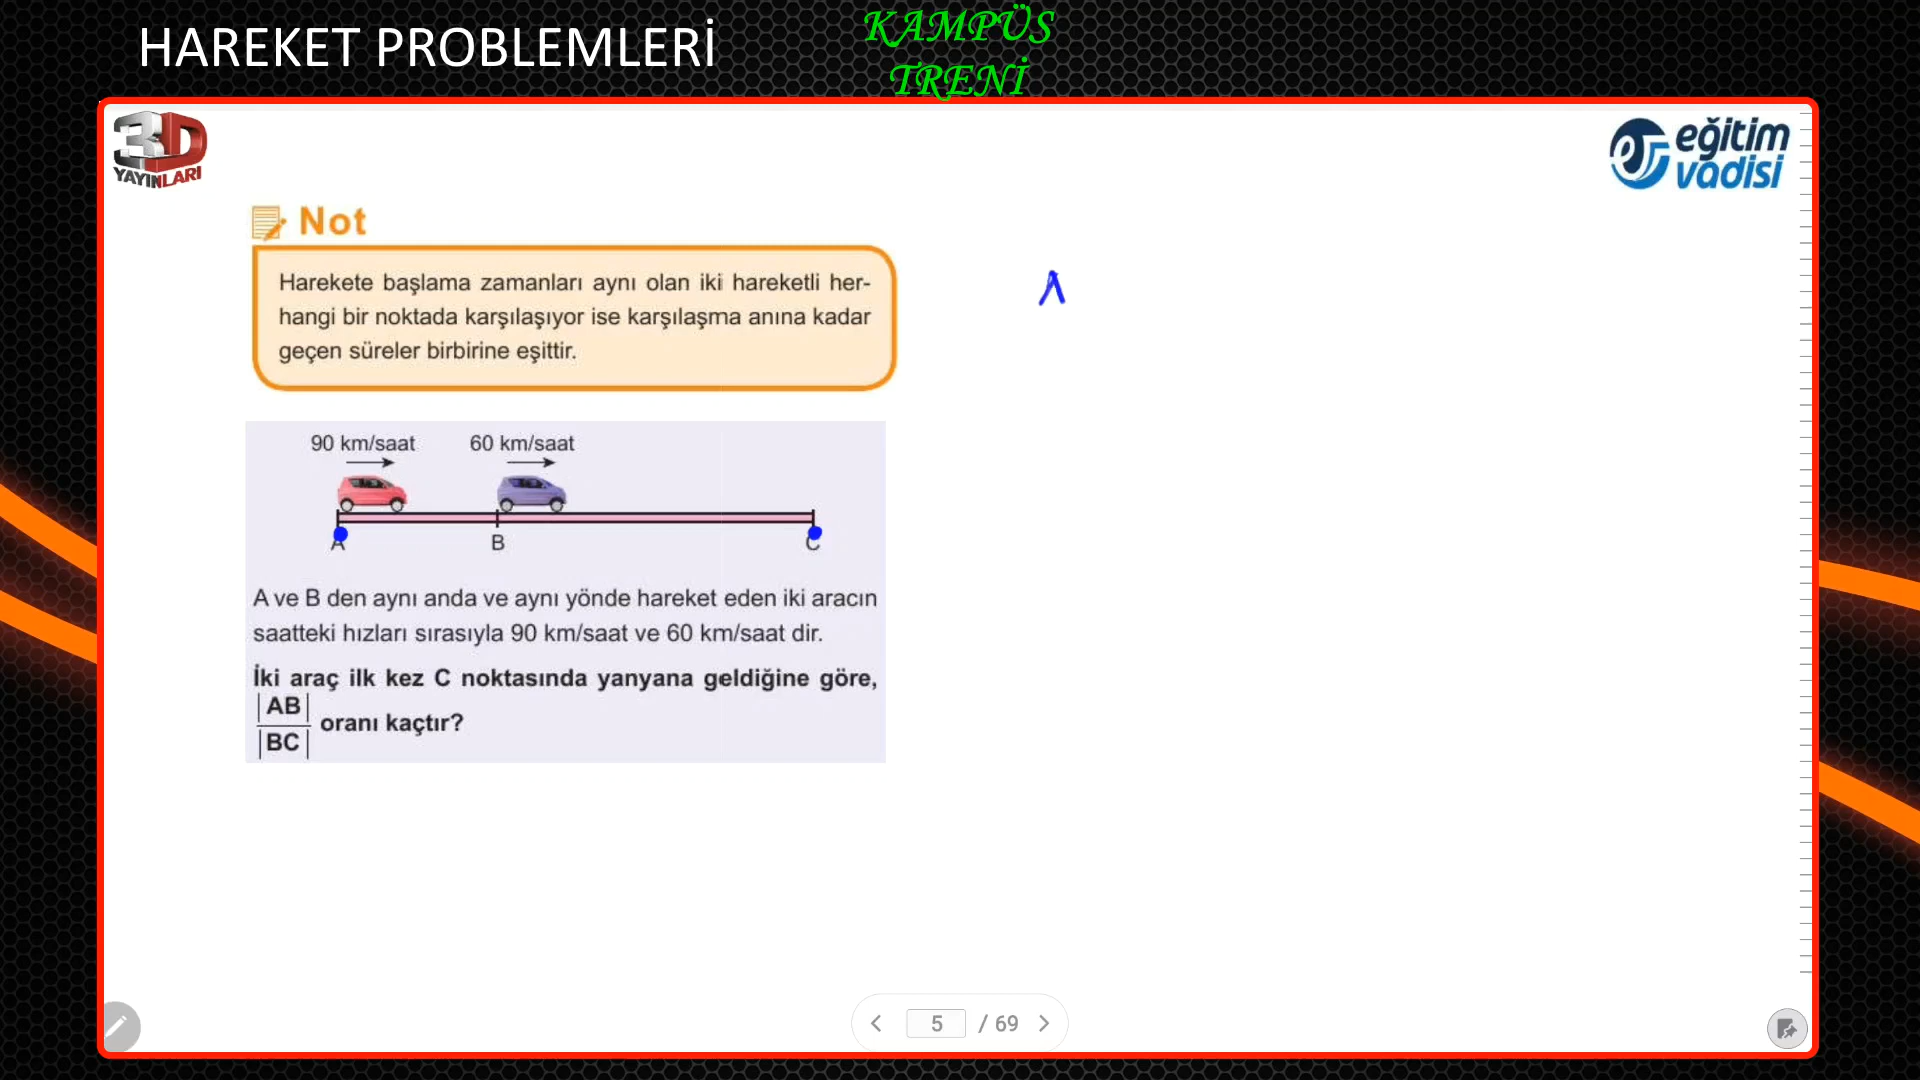 HAREKET PROBLEMLERİ
KAMPÜS
TRENİ
3D
YAYINLARI
eğitim
vadisi
Not
Harekete başlama zamanları aynı olan iki hareketli her-
hangi bir noktada karşılaşıyor ise karşılaşma anına kadar
geçen süreler birbirine eşittir.
90 km/saat 60 km/saat
A B C
A ve B den aynı anda ve aynı yönde hareket eden iki aracın
saatteki hızları sırasıyla 90 km/saat ve 60 km/saat dir.
İki araç ilk kez C noktasında yanyana geldiğine göre,
|AB|
oranı kaçtır?
|BC|
5 / 69